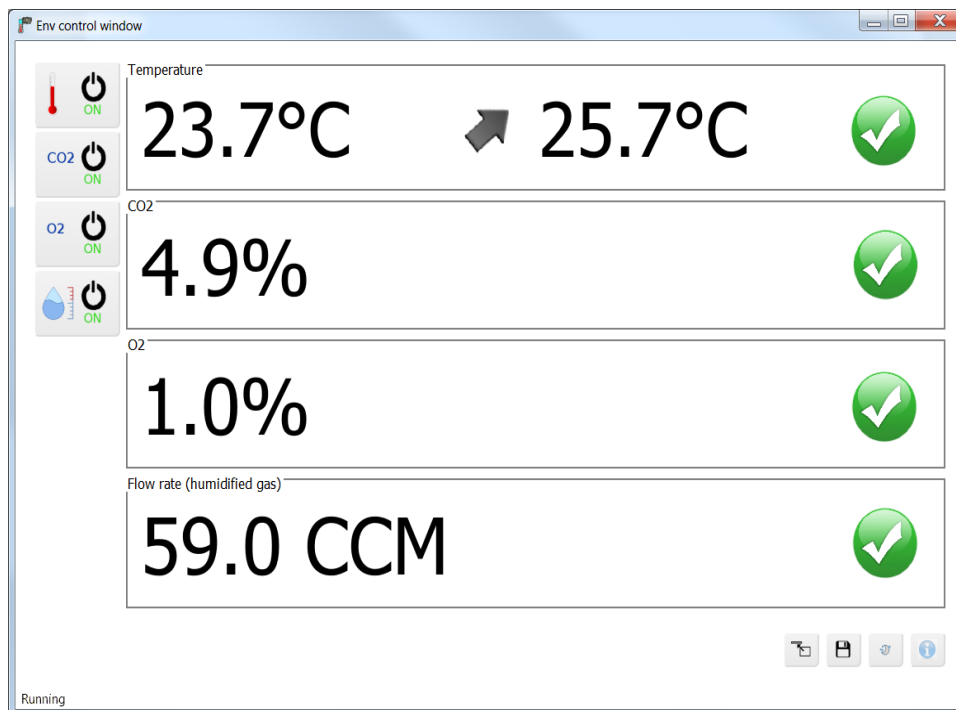 Env control window
ON
Temperature
23.7°C 25.7°C
CO2 ON
CO2
4.9%
O2 ON
O2
1.0%
ON
Flow rate (humidified gas)
59.0 CCM
Running